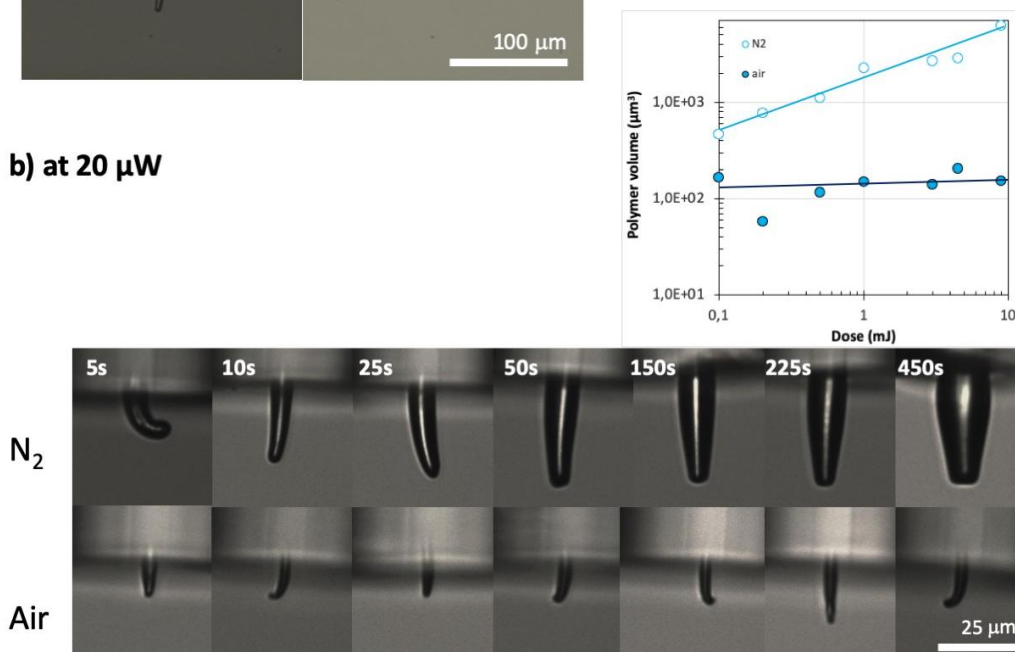 100 µm
N2
air
Polymer volume (µm³)
1,0E+03
1,0E+02
1,0E+01
0,1
1
10
Dose (mJ)
b) at 20 µW
5s
10s
25s
50s
150s
225s
450s
N₂
Air
25 µm